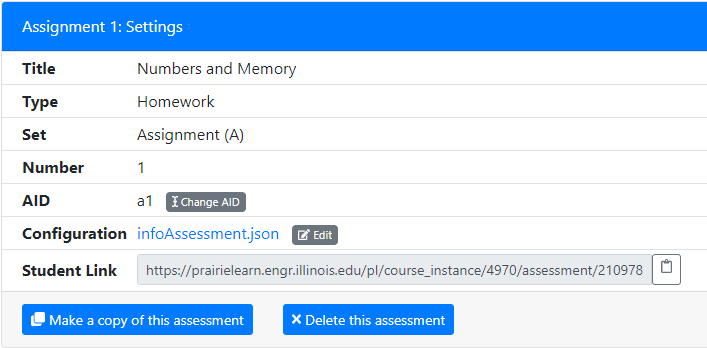 Assignment 1: Settings
Title Numbers and Memory
Type Homework
Set Assignment (A)
Number 1
AID a1 Change AID
Configuration infoAssessment.json Edit
Student Link https://prairielearn.engr.illinois.edu/pl/course_instance/4970/assessment/210978
Make a copy of this assessment Delete this assessment